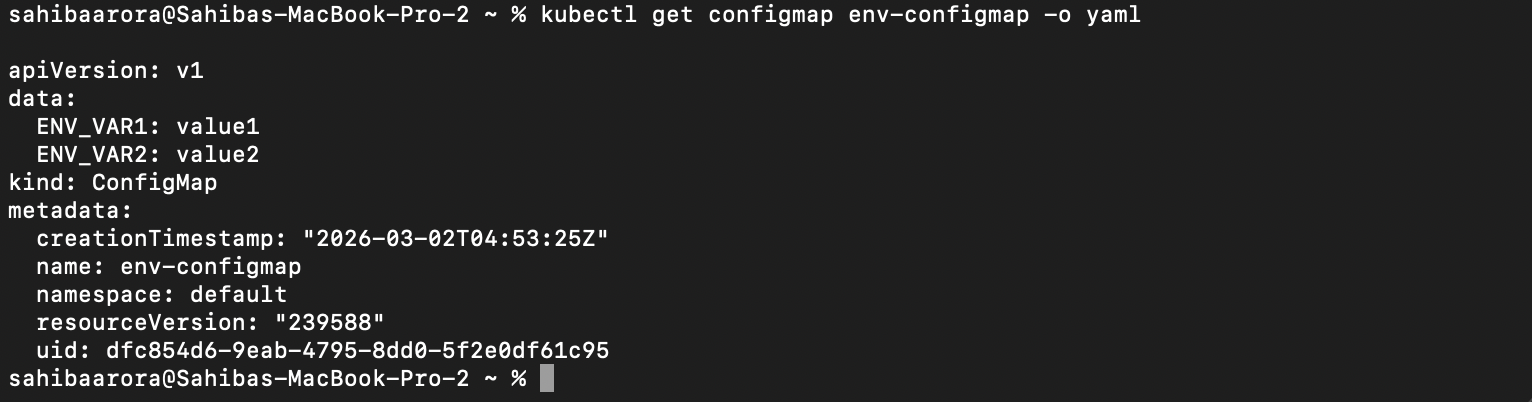 sahibaarora@Sahibas-MacBook-Pro-2 ~ % kubectl get configmap env-configmap -o yaml
apiVersion: v1
data:
  ENV_VAR1: value1
  ENV_VAR2: value2
kind: ConfigMap
metadata:
  creationTimestamp: "2026-03-02T04:53:25Z"
  name: env-configmap
  namespace: default
  resourceVersion: "239588"
  uid: dfc854d6-9eab-4795-8dd0-5f2e0df61c95
sahibaarora@Sahibas-MacBook-Pro-2 ~ %